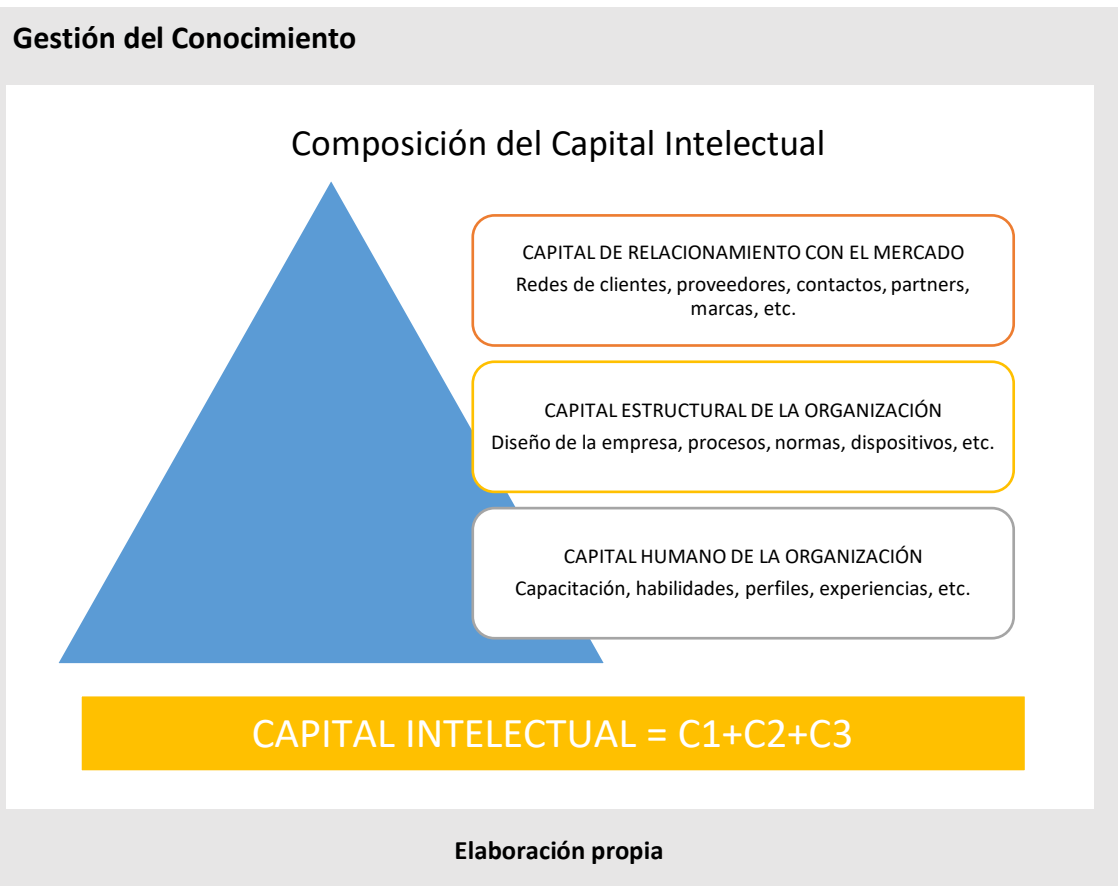 Gestión del Conocimiento
Composición del Capital Intelectual
CAPITAL DE RELACIONAMIENTO CON EL MERCADO
Redes de clientes, proveedores, contactos, partners,
marcas, etc.
CAPITAL ESTRUCTURAL DE LA ORGANIZACIÓN
Diseño de la empresa, procesos, normas, dispositivos, etc.
CAPITAL HUMANO DE LA ORGANIZACIÓN
Capacitación, habilidades, perfiles, experiencias, etc.
CAPITAL INTELECTUAL = C1+C2+C3
Elaboración propia